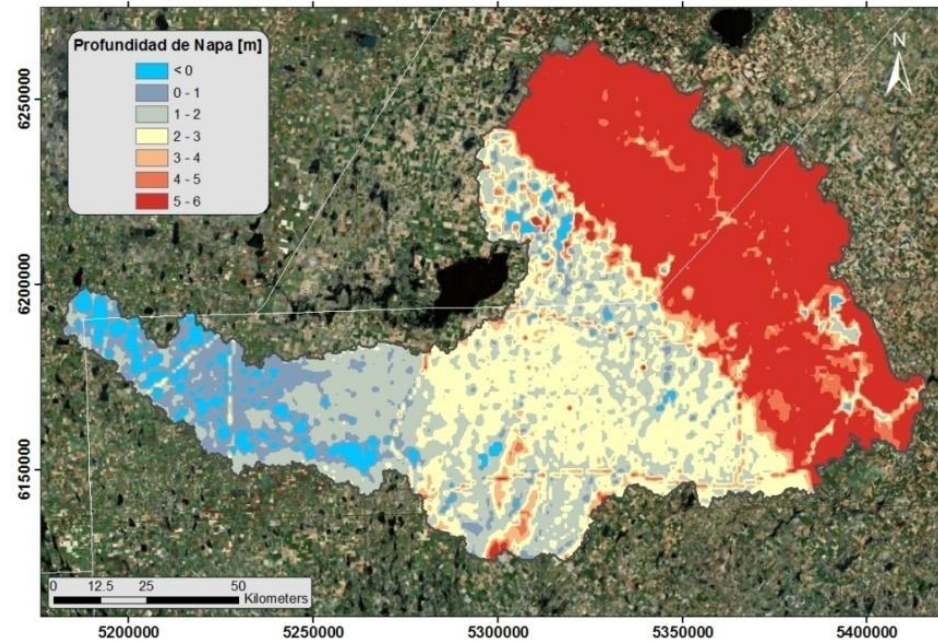 Profundidad de Napa [m]
< 0
0 - 1
1 - 2
2 - 3
3 - 4
4 - 5
5 - 6
N
6250000
6200000
6150000
0 12.5 25 50
Kilometers
5200000 5250000 5300000 5350000 5400000